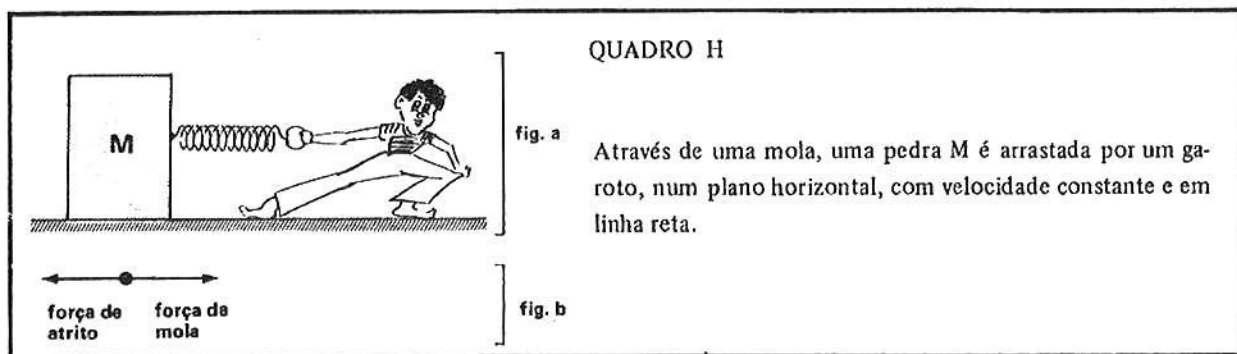 QUADRO H
M
fig. a
Através de uma mola, uma pedra M é arrastada por um ga-
roto, num plano horizontal, com velocidade constante e em
linha reta.
força de força da
atrito mola
fig. b